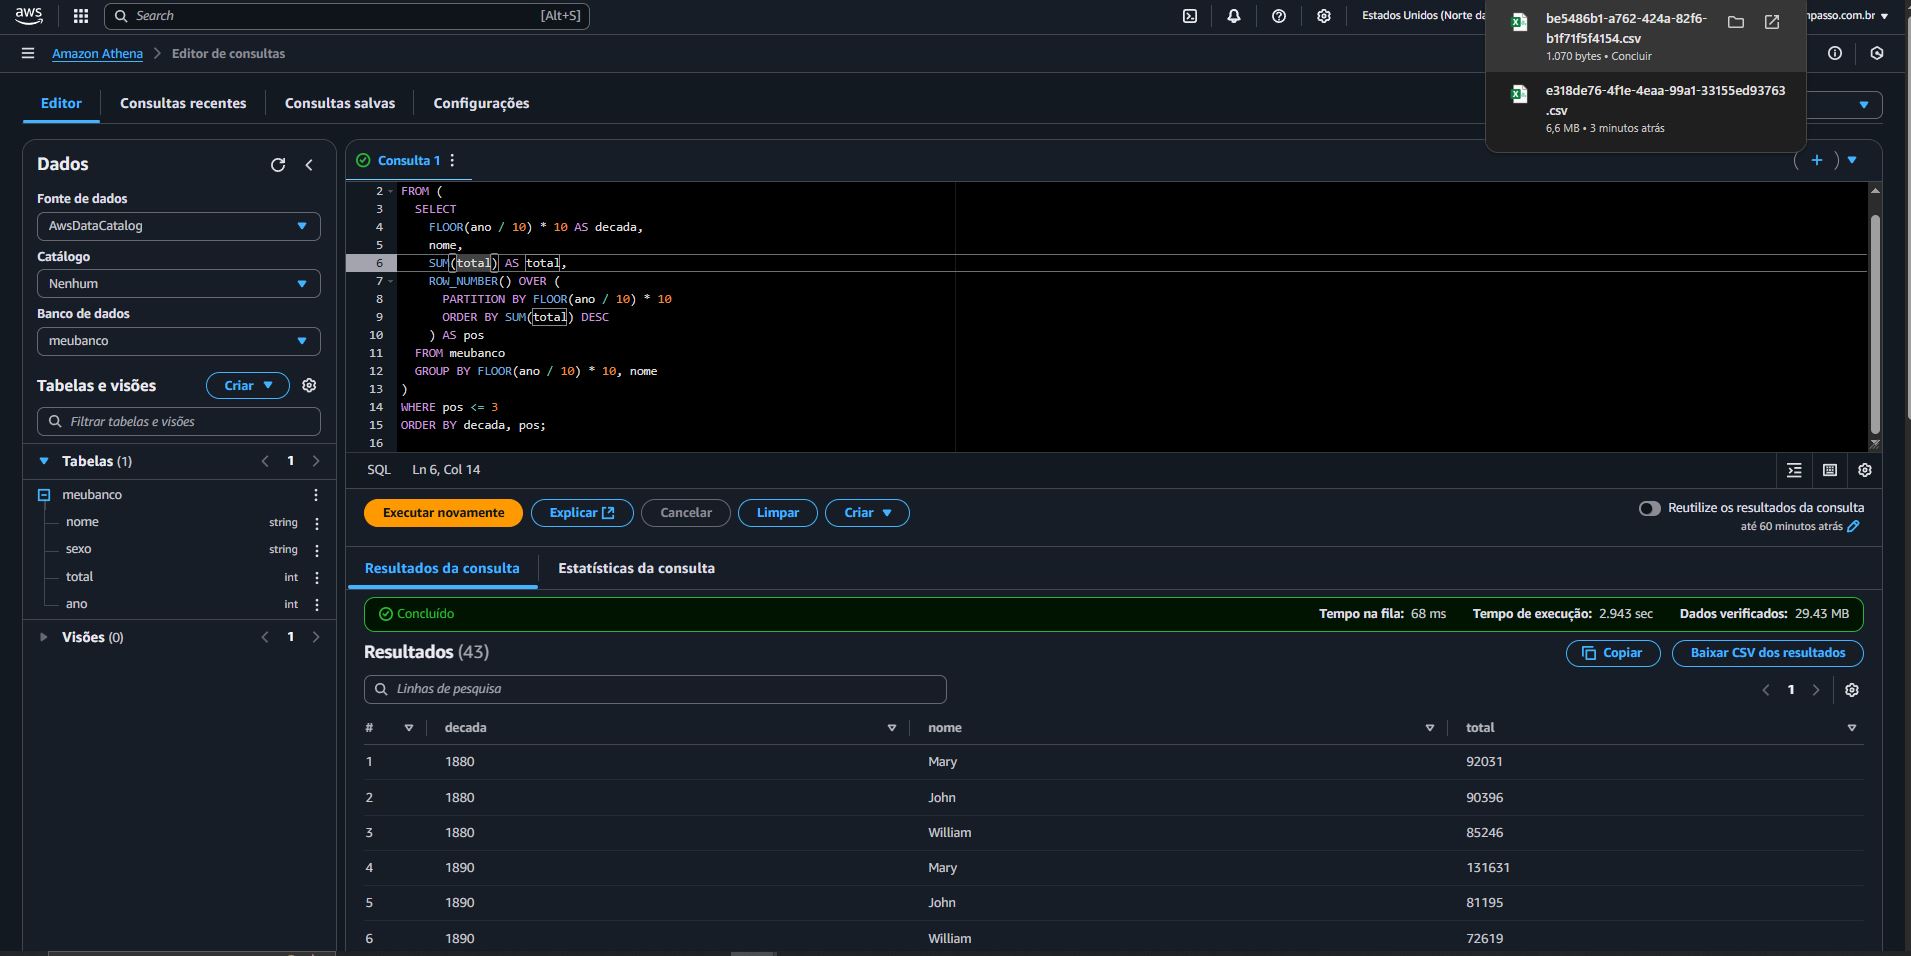 aws
Search [Alt+S]
Estados Unidos (Norte da
npasso.com.br
be5486b1-a762-424a-82f6-
b1f71f5f4154.csv
1.070 bytes • Concluir
e318de76-4f1e-4eaa-99a1-33155ed93763
.csv
6,6 MB • 3 minutos atrás
Amazon Athena > Editor de consultas
Editor
Consultas recentes
Consultas salvas
Configurações
Dados
Fonte de dados
AwsDataCatalog
Catálogo
Nenhum
Banco de dados
meubanco
Tabelas e visões
Criar
Filtrar tabelas e visões
Tabelas (1)
1
meubanco
nome string
sexo string
total int
ano int
Visões (0)
1
Consulta 1
2 FROM (
3 SELECT
4 FLOOR(ano / 10) * 10 AS decada,
5 nome,
6 SUM(total) AS total,
7 ROW_NUMBER() OVER (
8 PARTITION BY FLOOR(ano / 10) * 10
9 ORDER BY SUM(total) DESC
10 ) AS pos
11 FROM meubanco
12 GROUP BY FLOOR(ano / 10) * 10, nome
13 )
14 WHERE pos <= 3
15 ORDER BY decada, pos;
16
SQL Ln 6, Col 14
Executar novamente
Explicar
Cancelar
Limpar
Criar
Reutilize os resultados da consulta
até 60 minutos atrás
Resultados da consulta
Estatísticas da consulta
Concluído
Tempo na fila: 68 ms
Tempo de execução: 2.943 sec
Dados verificados: 29.43 MB
Resultados (43)
Copiar
Baixar CSV dos resultados
Linhas de pesquisa
1
# decada nome total
1 1880 Mary 92031
2 1880 John 90396
3 1880 William 85246
4 1890 Mary 131631
5 1890 John 81195
6 1890 William 72619